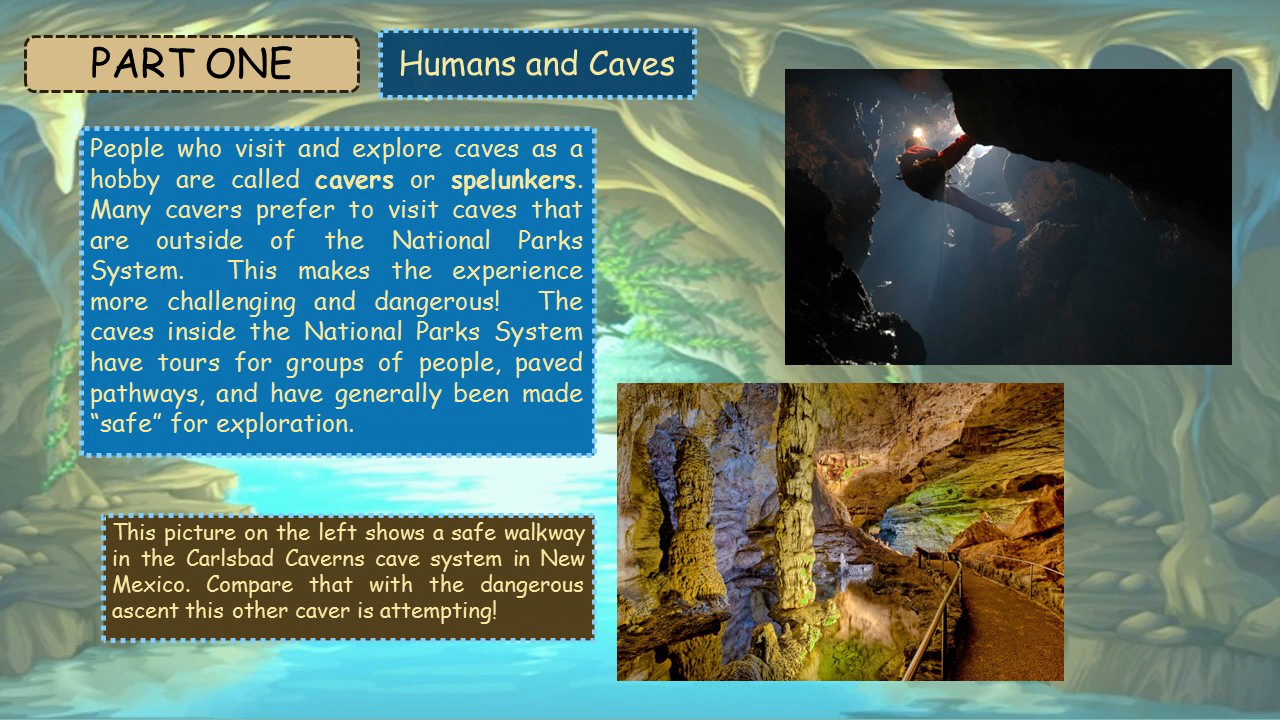 PART ONE
Humans and Caves
People who visit and explore caves as a
hobby are called cavers or spelunkers.
Many cavers prefer to visit caves that
are outside of the National Parks
System.  This makes the experience
more challenging and dangerous!  The
caves inside the National Parks System
have tours for groups of people, paved
pathways, and have generally been made
“safe” for exploration.
This picture on the left shows a safe walkway
in the Carlsbad Caverns cave system in New
Mexico. Compare that with the dangerous
ascent this other caver is attempting!